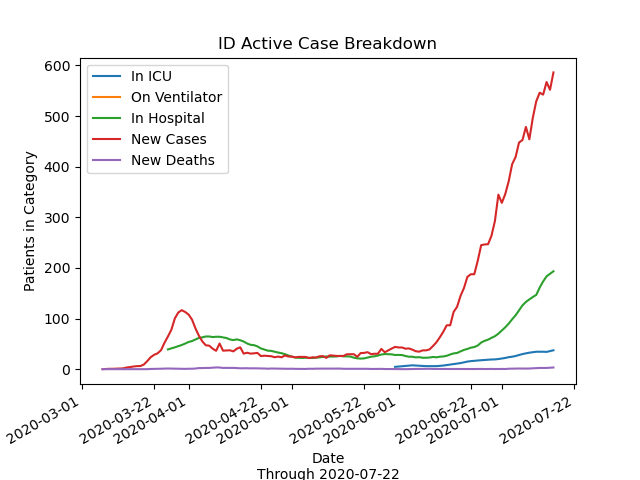 ID Active Case Breakdown
In ICU
On Ventilator
In Hospital
New Cases
New Deaths
Patients in Category
600
500
400
300
200
100
0
2020-03-01
2020-03-22
2020-04-01
2020-04-22
2020-05-01
2020-05-22
2020-06-01
2020-06-22
2020-07-01
2020-07-22
Date
Through 2020-07-22